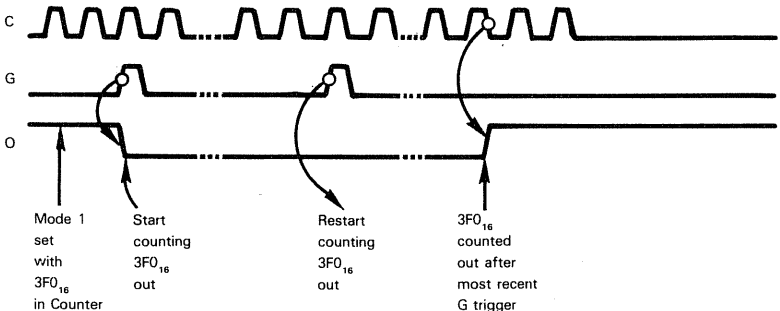 C
G
O
Mode 1
set
with
3F0₁₆
in Counter
Start
counting
3F0₁₆
out
Restart
counting
3F0₁₆
out
3F0₁₆
counted
out after
most recent
G trigger